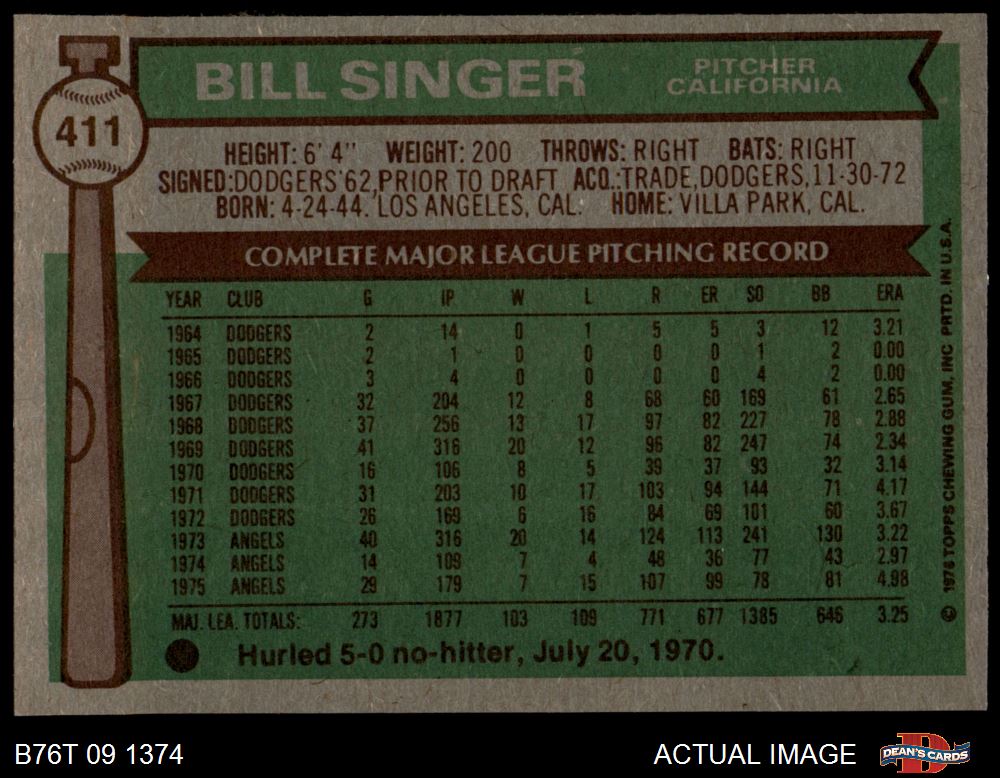 BILL SINGER PITCHER
CALIFORNIA
411
HEIGHT: 6' 4" WEIGHT: 200 THROWS: RIGHT BATS: RIGHT
SIGNED:DODGERS'62,PRIOR TO DRAFT ACQ.:TRADE,DODGERS,11-30-72
BORN: 4-24-44. LOS ANGELES, CAL. HOME: VILLA PARK, CAL.
COMPLETE MAJOR LEAGUE PITCHING RECORD
YEAR CLUB G IP W L R ER SO BB ERA
1964 DODGERS 2 14 0 1 5 5 3 12 3.21
1965 DODGERS 2 1 0 0 0 0 1 2 0.00
1966 DODGERS 3 4 0 0 0 0 4 2 0.00
1967 DODGERS 32 204 12 8 68 60 169 61 2.65
1968 DODGERS 37 256 13 17 97 82 227 78 2.88
1969 DODGERS 41 316 20 12 96 82 247 74 2.34
1970 DODGERS 16 106 8 5 39 37 93 32 3.14
1971 DODGERS 31 203 10 17 103 94 144 71 4.17
1972 DODGERS 26 169 6 16 84 69 101 60 3.67
1973 ANGELS 40 316 20 14 124 113 241 130 3.22
1974 ANGELS 14 109 7 4 48 36 77 43 2.97
1975 ANGELS 29 179 7 15 107 99 78 81 4.98
MAJ. LEA. TOTALS: 273 1877 103 109 771 677 1385 646 3.25
Hurled 5-0 no-hitter, July 20, 1970.
© 1976 TOPPS CHEWING GUM, INC PRTD. IN U.S.A.
B76T 09 1374 ACTUAL IMAGE DEAN'S CARDS